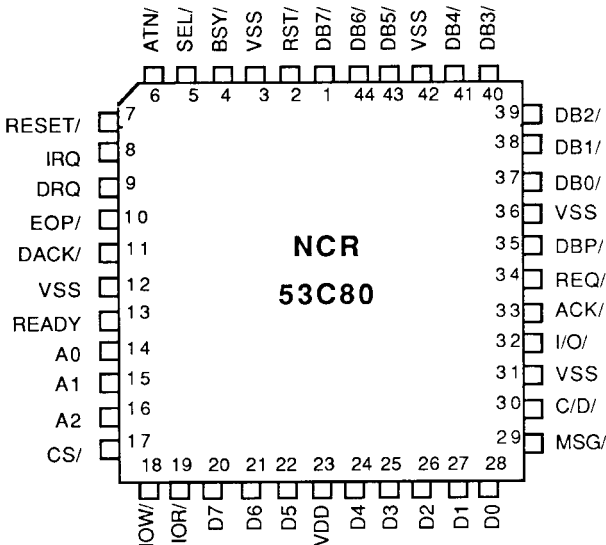 ATN/ SEL/ BSY/ VSS RST/ DB7/ DB6/ DB5/ VSS DB4/ DB3/
6 5 4 3 2 1 44 43 42 41 40
RESET/ 7
IRQ 8
DRQ 9
EOP/ 10
DACK/ 11
VSS 12
READY 13
A0 14
A1 15
A2 16
CS/ 17
NCR
53C80
39 DB2/
38 DB1/
37 DB0/
36 VSS
35 DBP/
34 REQ/
33 ACK/
32 I/O/
31 VSS
30 C/D/
29 MSG/
18 19 20 21 22 23 24 25 26 27 28
IOW/ IOR/ D7 D6 D5 VDD D4 D3 D2 D1 D0